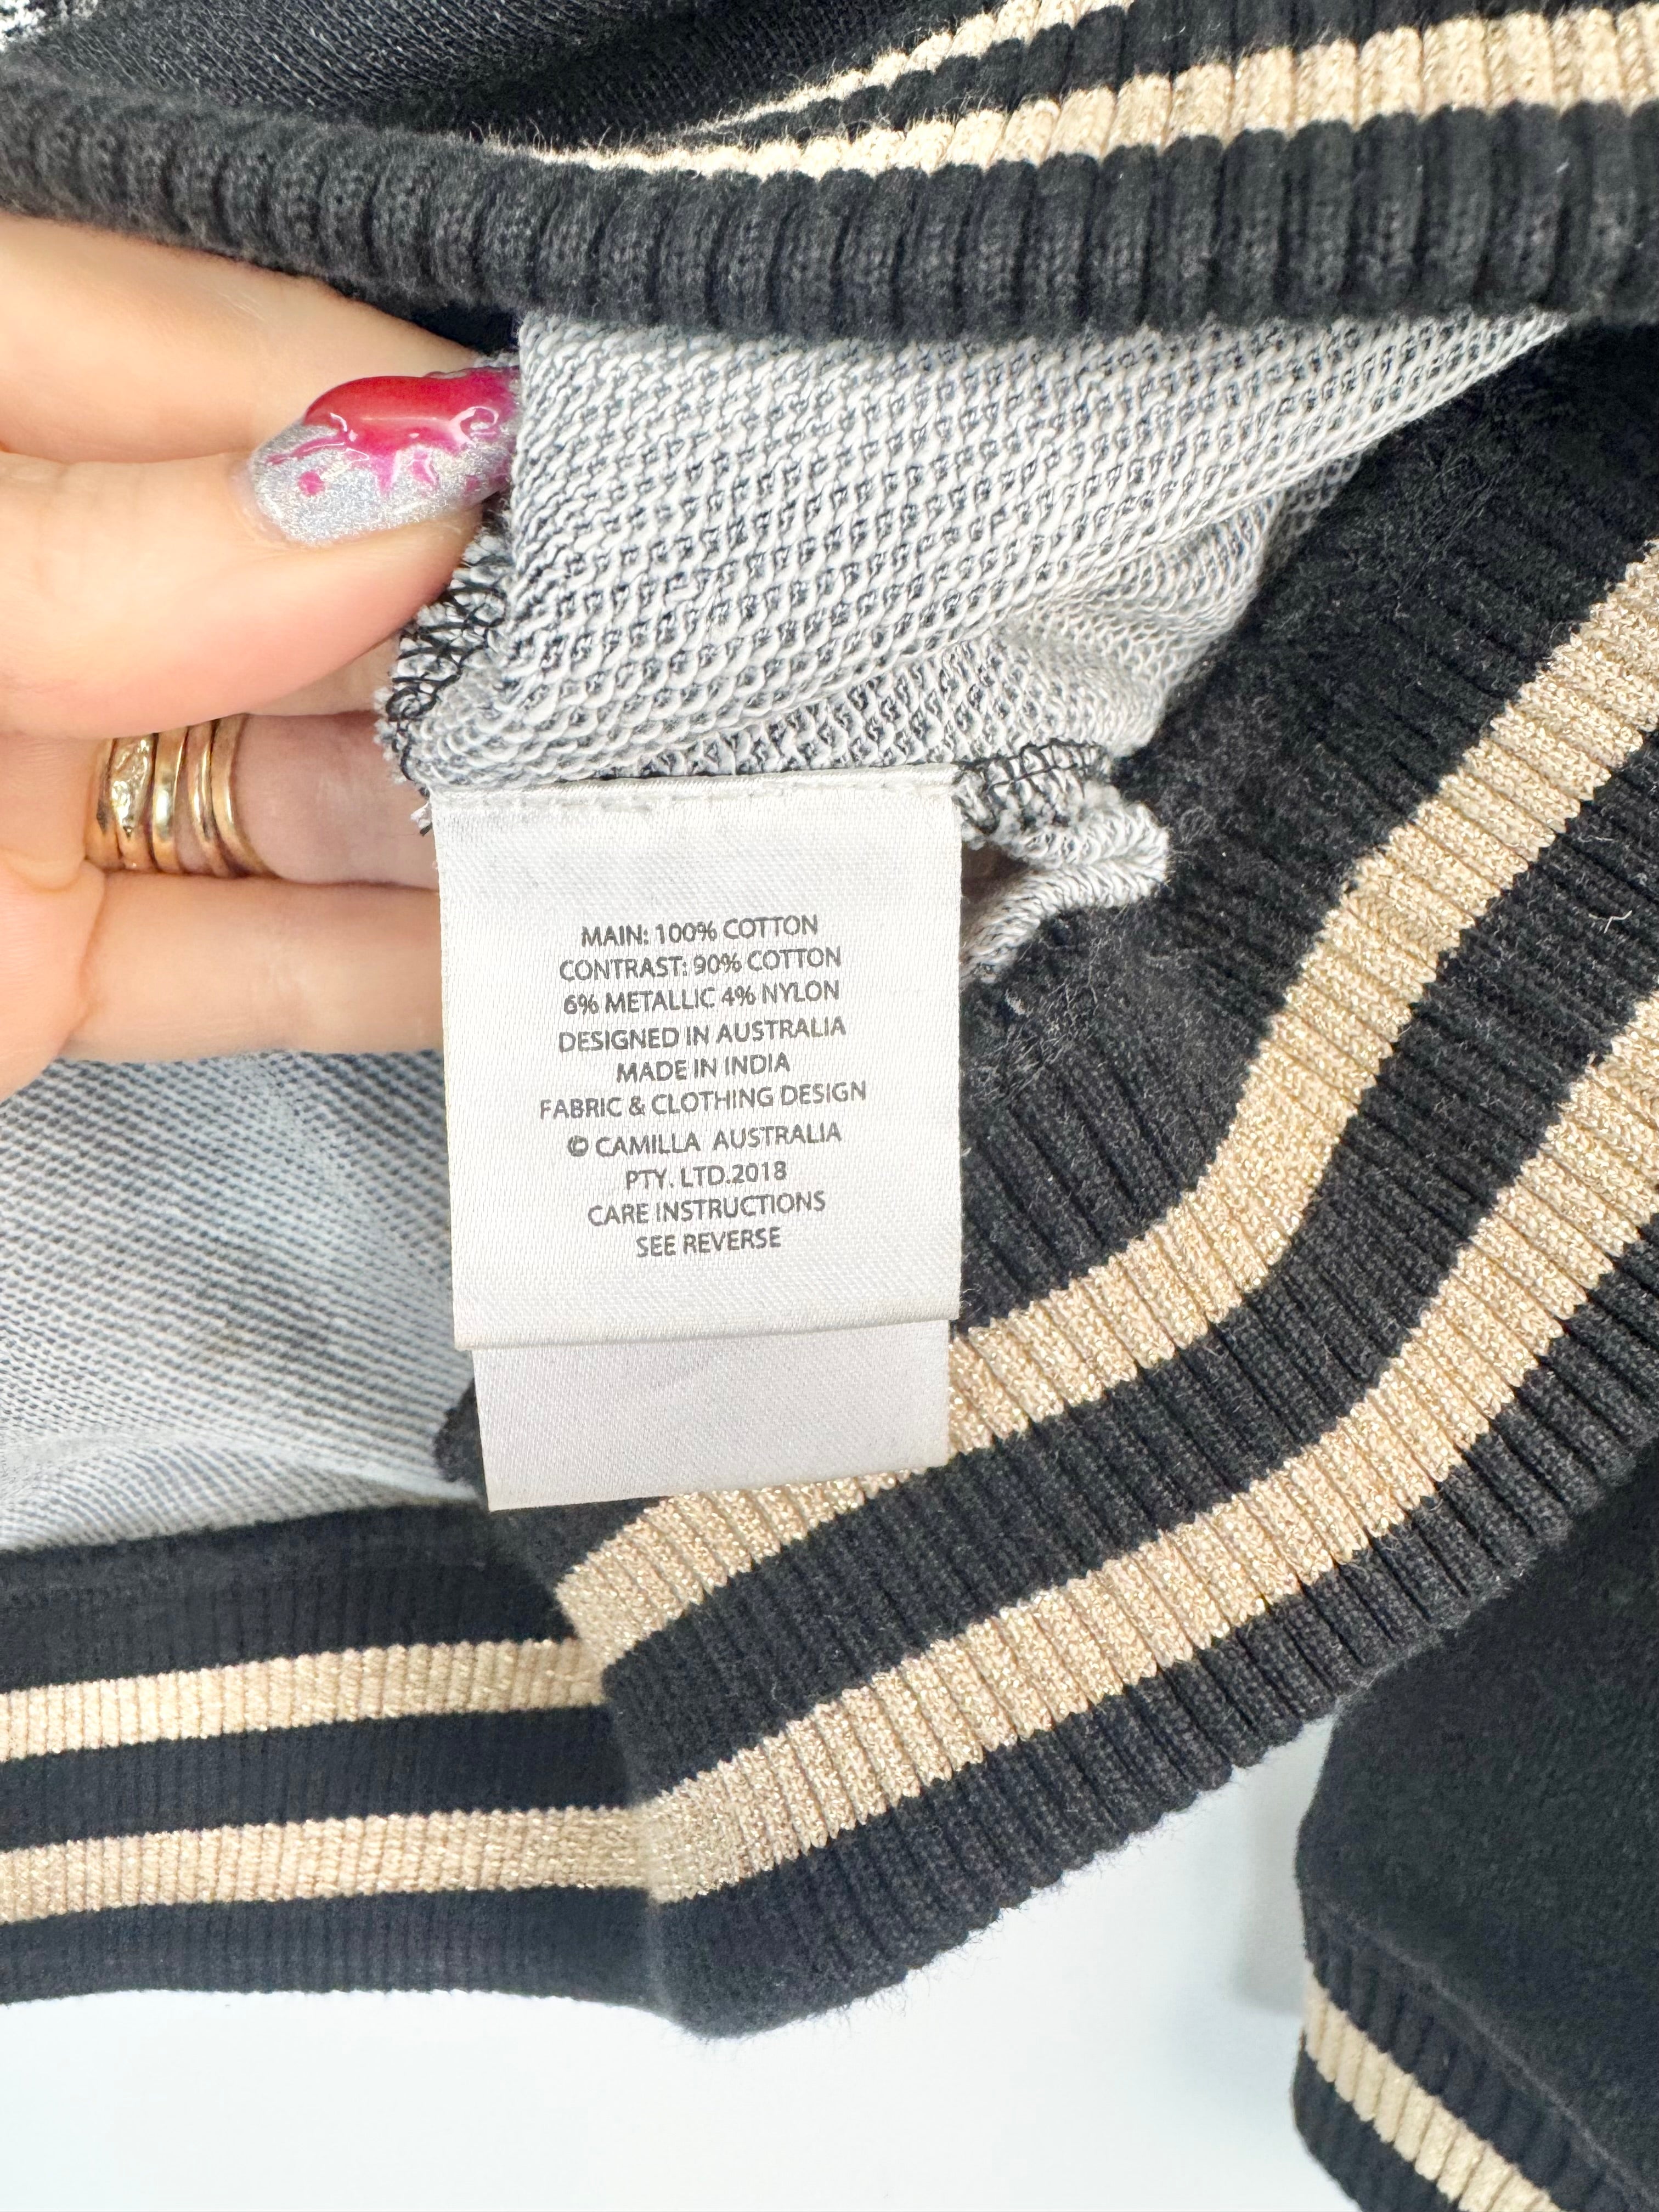 MAIN: 100% COTTON
CONTRAST: 90% COTTON
6% METALLIC 4% NYLON
DESIGNED IN AUSTRALIA
MADE IN INDIA
FABRIC & CLOTHING DESIGN
© CAMILLA AUSTRALIA
PTY. LTD.2018
CARE INSTRUCTIONS
SEE REVERSE